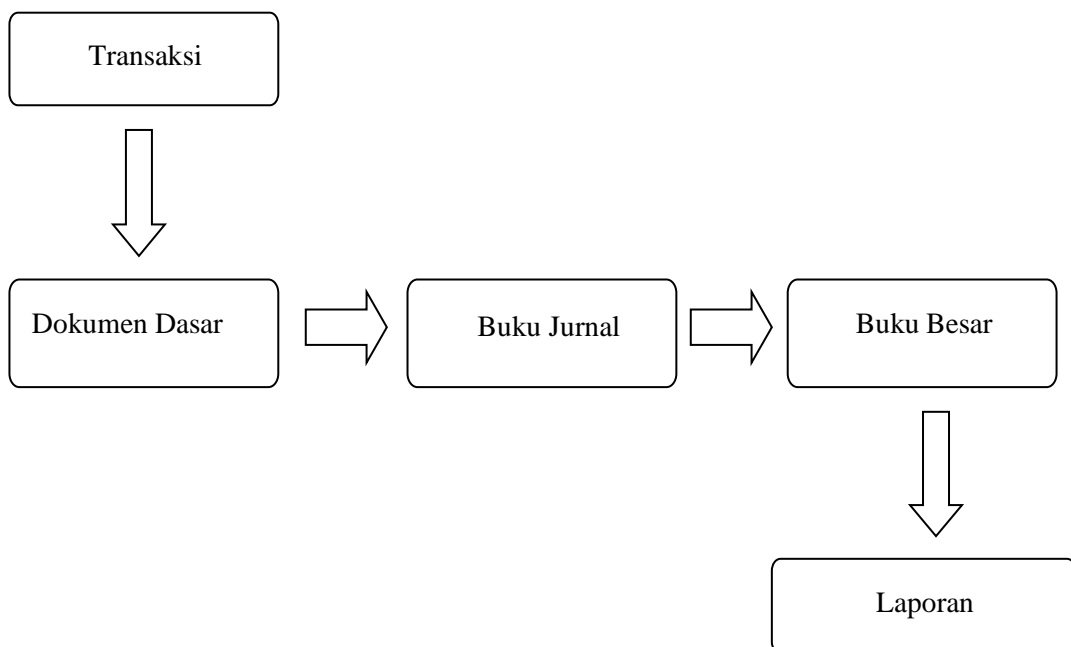 Transaksi
Dokumen Dasar
Buku Jurnal
Buku Besar
Laporan